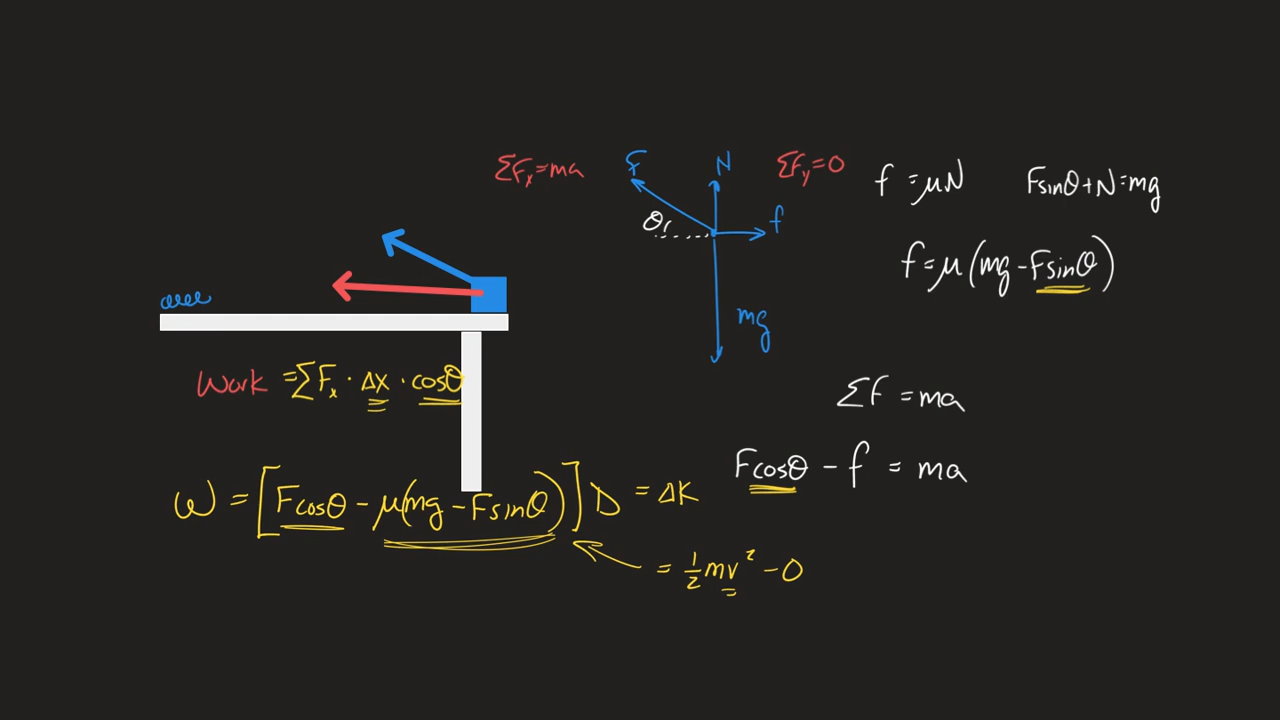 ΣFₓ=ma
F
N
ΣFᵧ=0
f=μN
Fsinθ+N=mg
θ
f
f=μ(mg-Fsinθ)
mg
Work =ΣFₓ·Δx·cosθ
ΣF=ma
Fcosθ-f=ma
W=[Fcosθ-μ(mg-Fsinθ)]D=ΔK
=½mv²-0